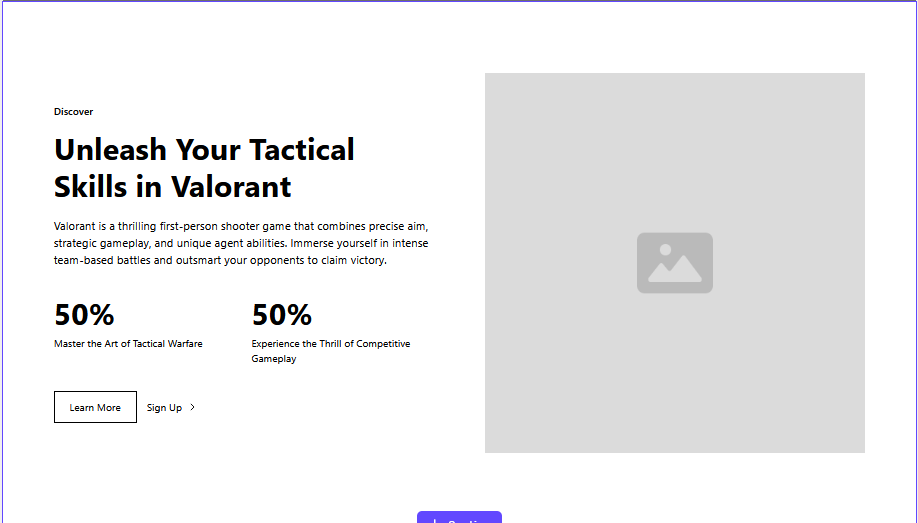 Discover
Unleash Your Tactical
Skills in Valorant
Valorant is a thrilling first-person shooter game that combines precise aim,
strategic gameplay, and unique agent abilities. Immerse yourself in intense
team-based battles and outsmart your opponents to claim victory.
50%
50%
Master the Art of Tactical Warfare
Experience the Thrill of Competitive
Gameplay
Learn More
Sign Up